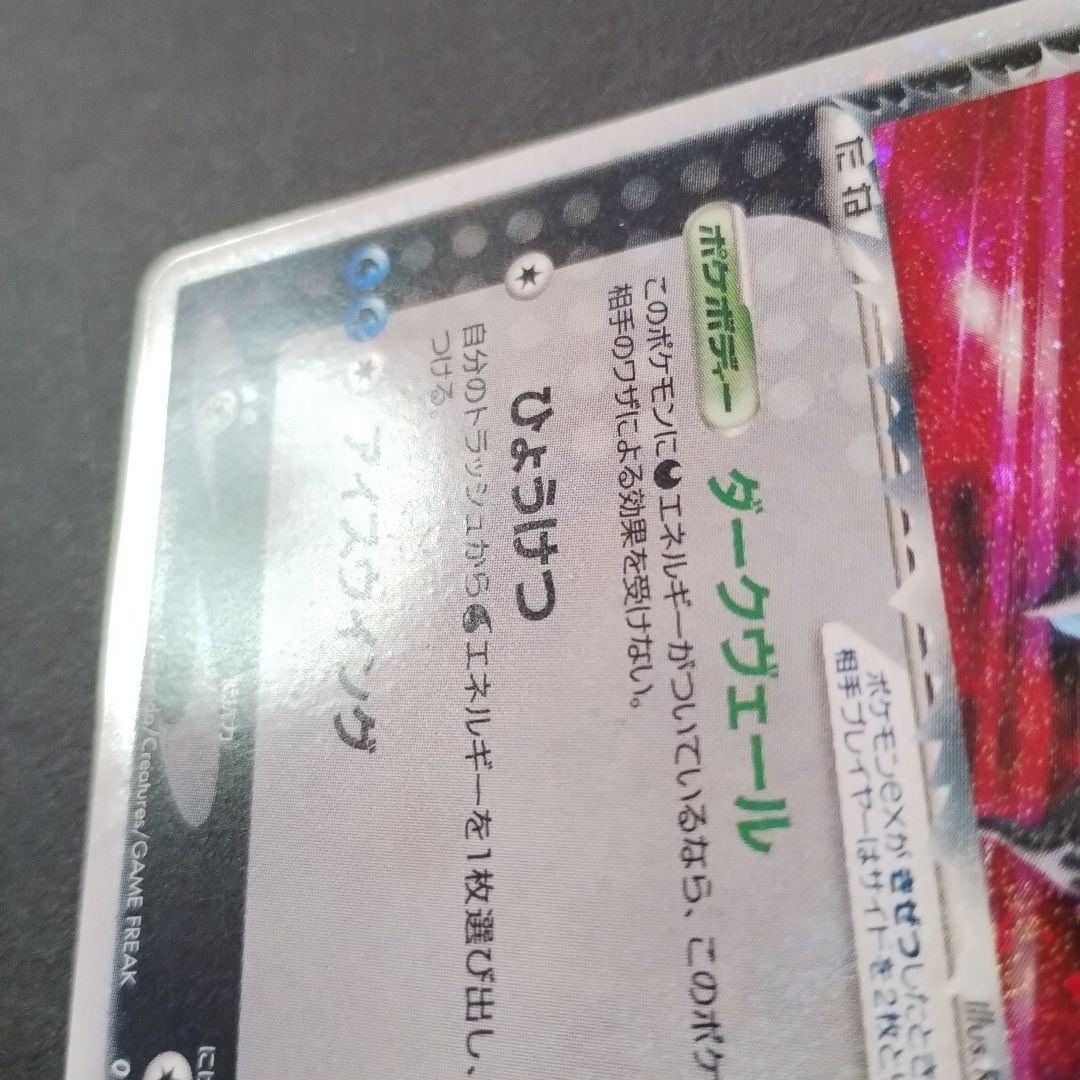 たね
ポケモンexがきぜつしたとき
相手プレイヤーはサイドを2枚と
Illus.
ポケボディー ダークヴェール
このポケモンにエネルギーがついているなら、このポケ
相手のワザによる効果を受けない。
ひょうけつ
自分のトラッシュからエネルギーを1枚選び出し、
つける。
アイスウイング
に
/Creatures/GAME FREAK
0